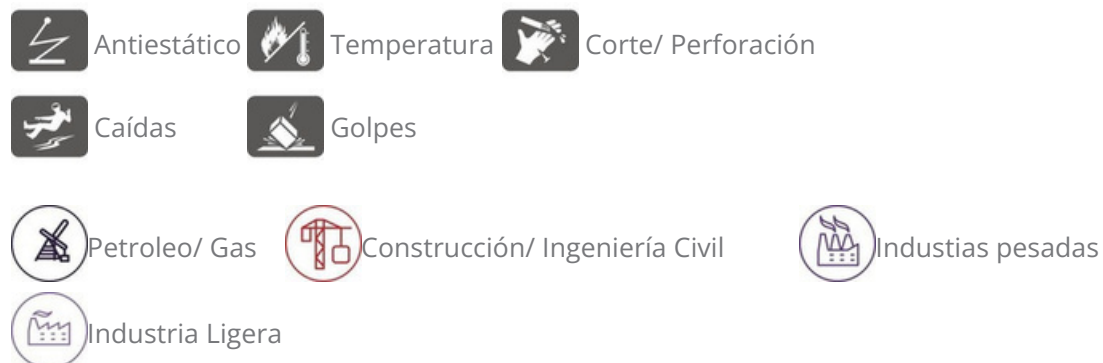 Antiestático Temperatura Corte/ Perforación
Caídas Golpes
Petroleo/ Gas Construcción/ Ingeniería Civil Industias pesadas
Industria Ligera